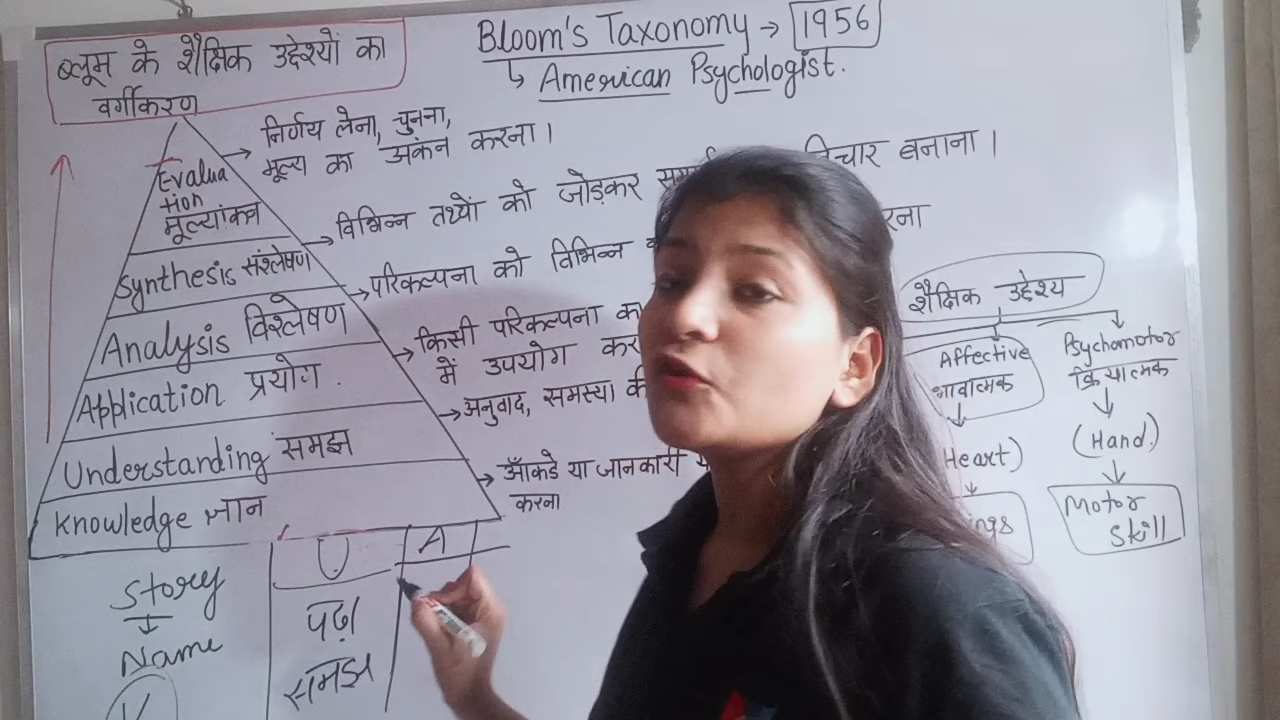 ब्लूम के शैक्षिक उद्देश्यों का
वर्गीकरण
Bloom's Taxonomy → 1956
↳ American Psychologist.
Evalua
tion
मूल्यांकन
→ निर्णय लेना, चुनना,
मूल्य का अंकन करना।
Synthesis संश्लेषण
→ विभिन्न तथ्यों को जोड़कर विचार बनाना।
Analysis विश्लेषण
→ परिकल्पना को विभिन्न
Application प्रयोग.
→ किसी परिकल्पना का
में उपयोग
Understanding समझ
→ अनुवाद, समस्या की
Knowledge ज्ञान
→ आँकडे या जानकारी
करना
शैक्षिक उद्देश्य
Affective
भावात्मक
(Heart)
Psychomotor
क्रियात्मक
(Hand)
Motor
Skill
Story
Name
K
U
पढ़ा
समझ
A